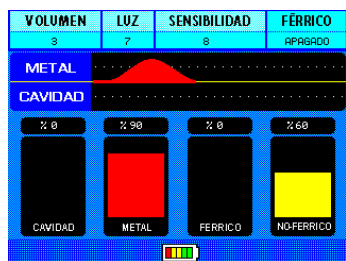 VOLUMEN LUZ SENSIBILIDAD FÉRRICO
3 7 8 APAGADO
METAL
CAVIDAD
% 0 % 90 % 0 % 60
CAVIDAD METAL FERRICO NO-FERRICO